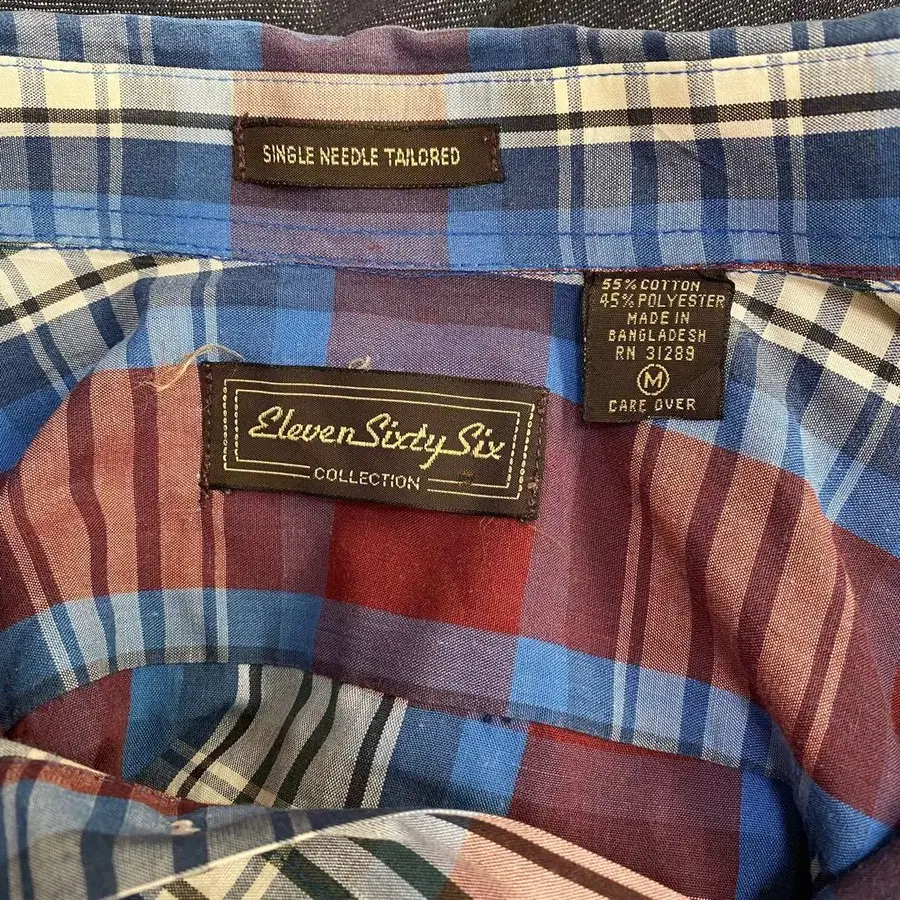 SINGLE NEEDLE TAILORED
55% COTTON
45% POLYESTER
MADE IN
BANGLADESH
RN 31289
M
CARE OVER
Eleven Sixty Six
COLLECTION